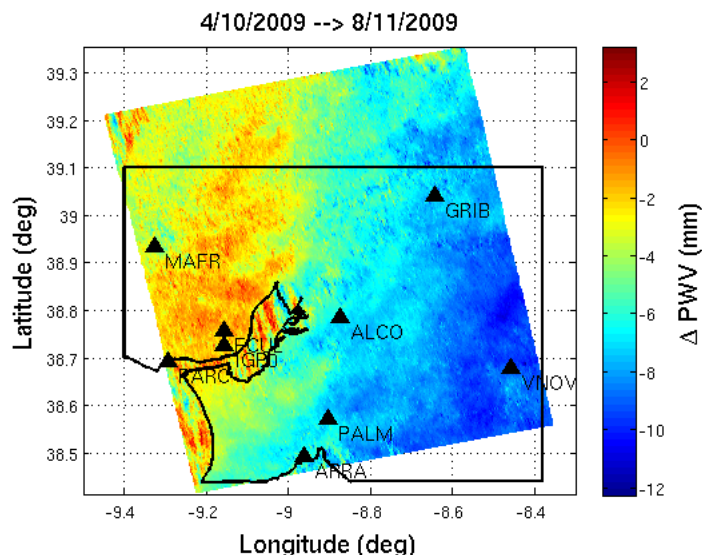 4/10/2009 --> 8/11/2009
39.3
39.2
39.1
39
38.9
38.8
38.7
38.6
38.5
Latitude (deg)
GRIB
MAFR
ALCO
FCUL
IGP0
VNOV
PALM
ARRA
-9.4
-9.2
-9
-8.8
-8.6
-8.4
Longitude (deg)
2
0
-2
-4
-6
-8
-10
-12
Δ PWV (mm)